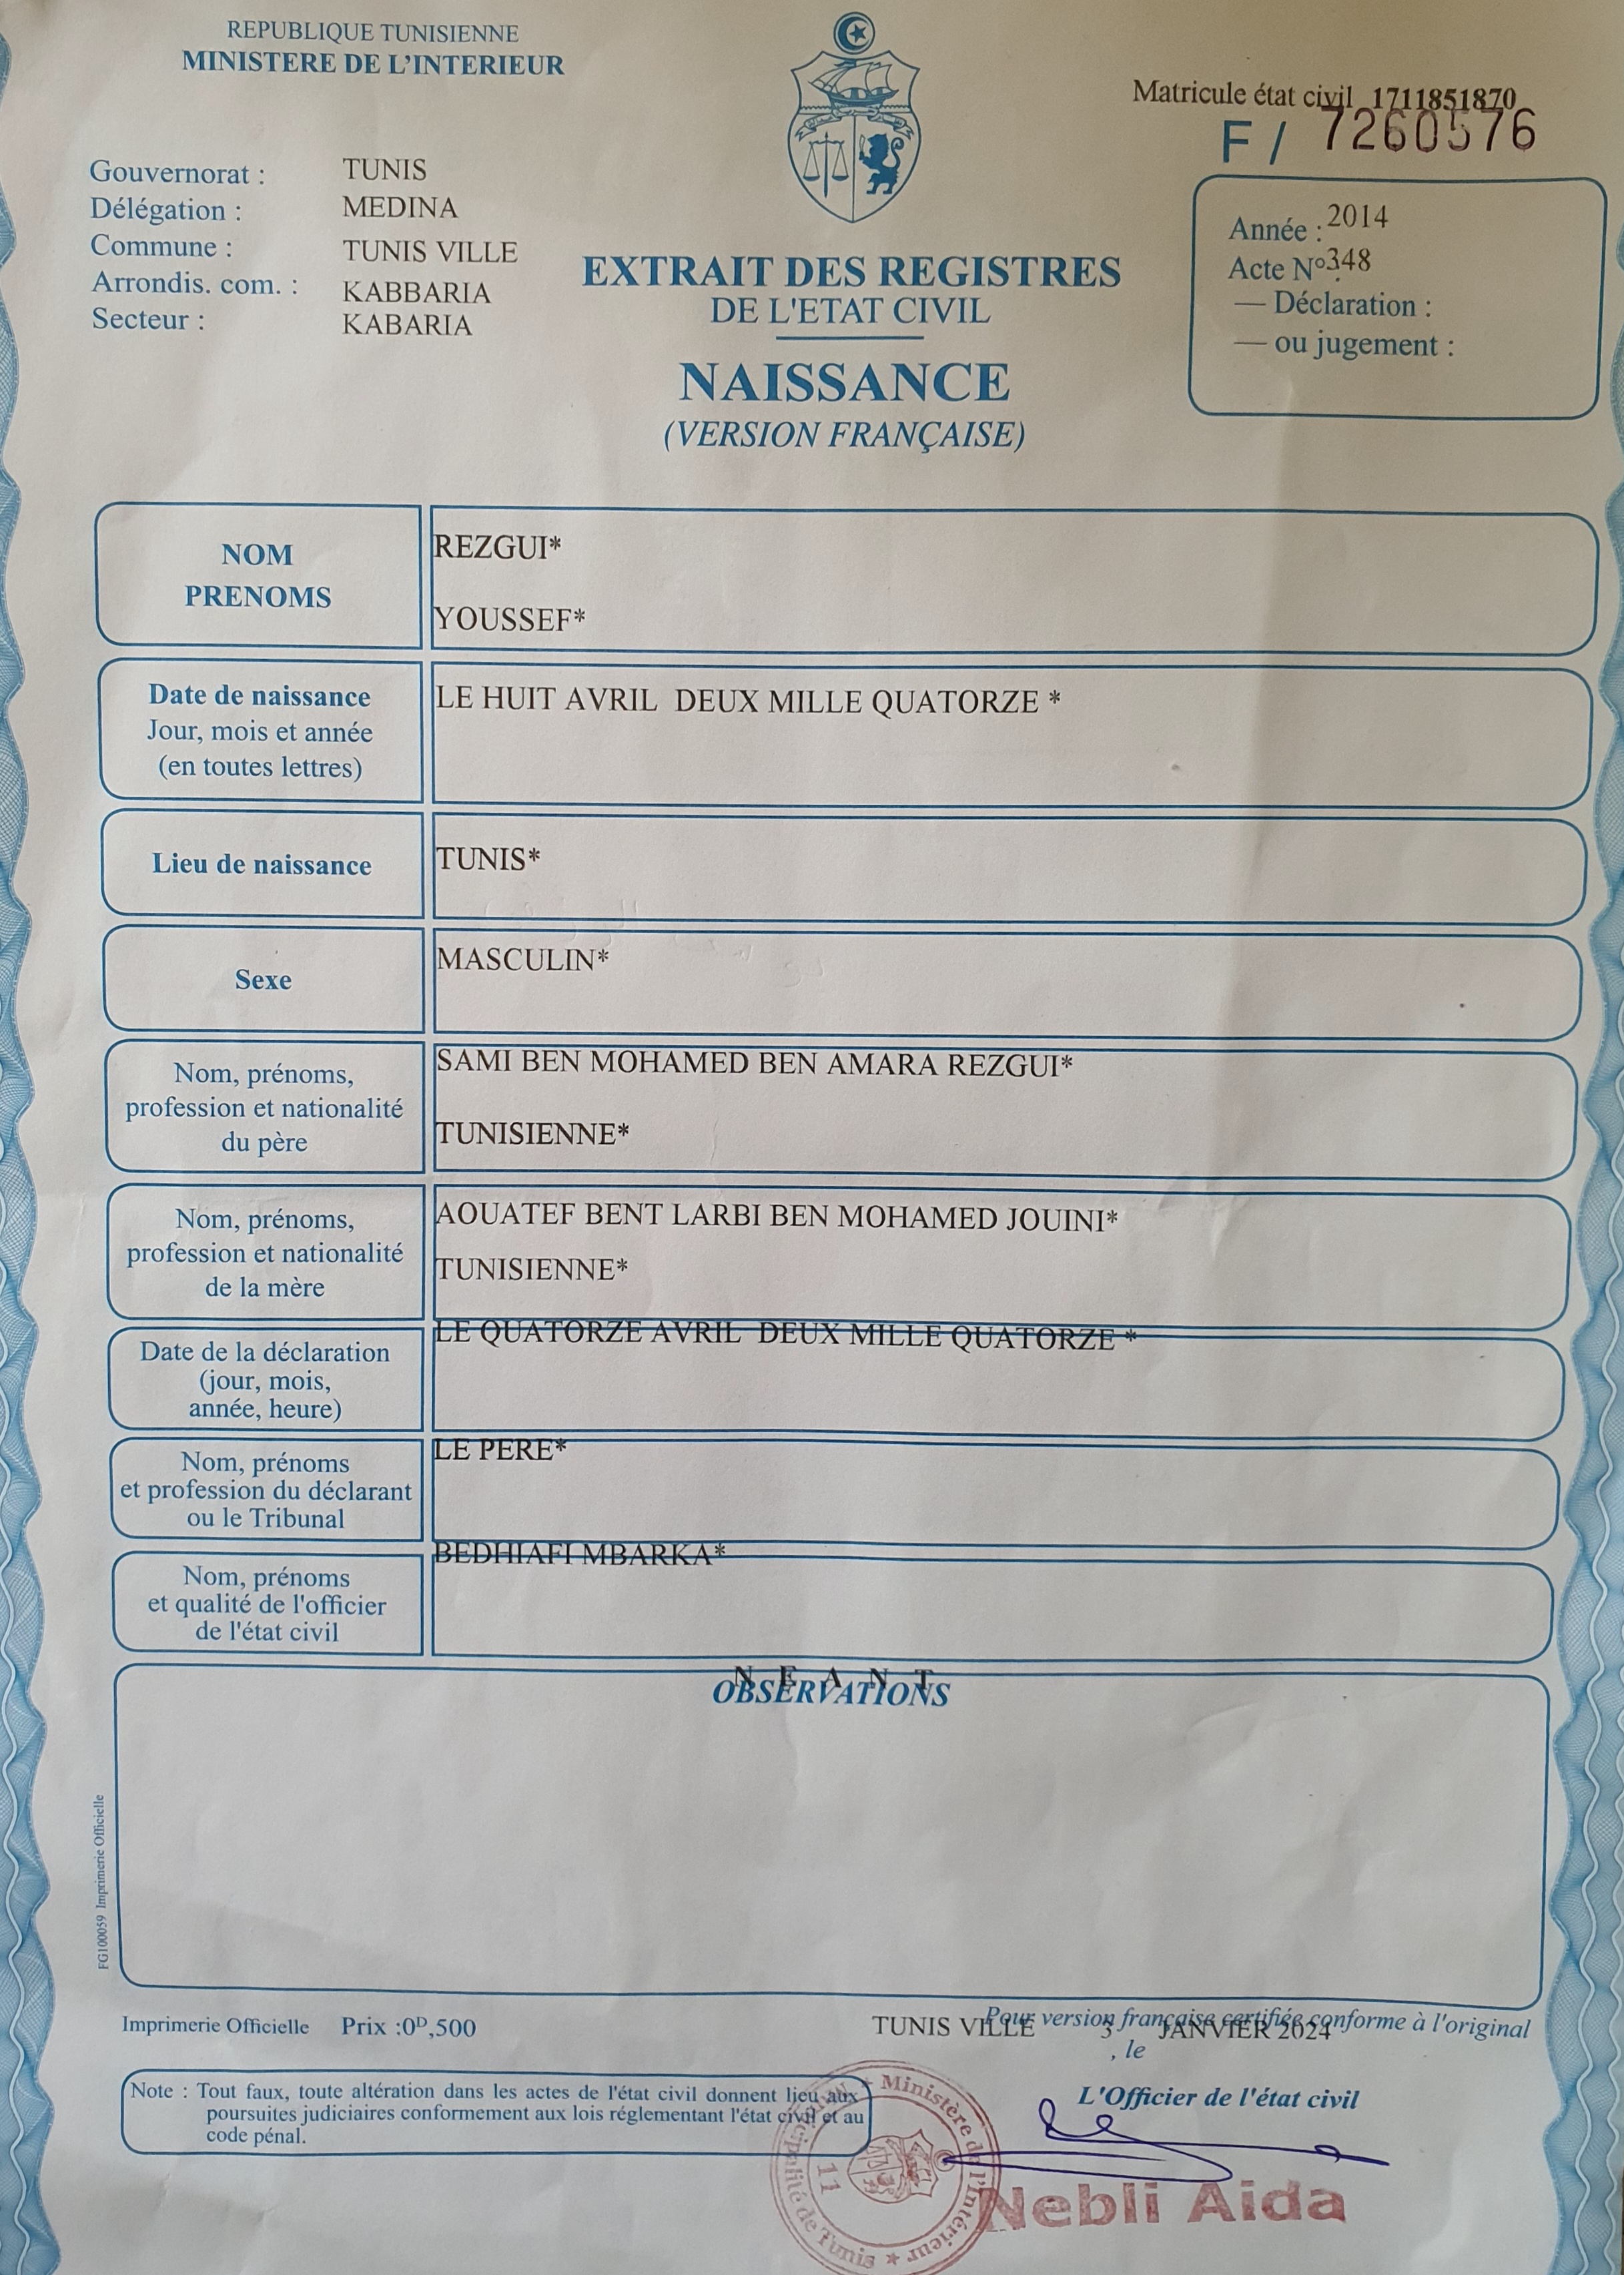 REPUBLIQUE TUNISIENNE
MINISTERE DE L'INTERIEUR
Matricule état civil 1711851870
F / 7260576
Gouvernorat : TUNIS
Délégation : MEDINA
Commune : TUNIS VILLE
Arrondis. com. : KABBARIA
Secteur : KABARIA
EXTRAIT DES REGISTRES
DE L'ETAT CIVIL
NAISSANCE
(VERSION FRANÇAISE)
Année : 2014
Acte N° 348
— Déclaration :
— ou jugement :
NOM
PRENOMS
REZGUI*
YOUSSEF*
Date de naissance
Jour, mois et année
(en toutes lettres)
LE HUIT AVRIL DEUX MILLE QUATORZE *
Lieu de naissance
TUNIS*
Sexe
MASCULIN*
Nom, prénoms,
profession et nationalité
du père
SAMI BEN MOHAMED BEN AMARA REZGUI*
TUNISIENNE*
Nom, prénoms,
profession et nationalité
de la mère
AOUATEF BENT LARBI BEN MOHAMED JOUINI*
TUNISIENNE*
Date de la déclaration
(jour, mois,
année, heure)
LE QUATORZE AVRIL DEUX MILLE QUATORZE *
Nom, prénoms
et profession du déclarant
ou le Tribunal
LE PERE*
Nom, prénoms
et qualité de l'officier
de l'état civil
BEDHIAFI MBARKA*
N E A N T
OBSERVATIONS
FG100059 Imprimerie Officielle
Imprimerie Officielle Prix :0ᴰ,500
Pour version française certifiée conforme à l'original
TUNIS VILLE 3 JANVIER 2024
, le
L'Officier de l'état civil
Note : Tout faux, toute altération dans les actes de l'état civil donnent lieu aux
poursuites judiciaires conformement aux lois réglementant l'état civil et au
code pénal.
Ministère de l'Intérieur
Municipalité de Tunis
11
Nebli Aida